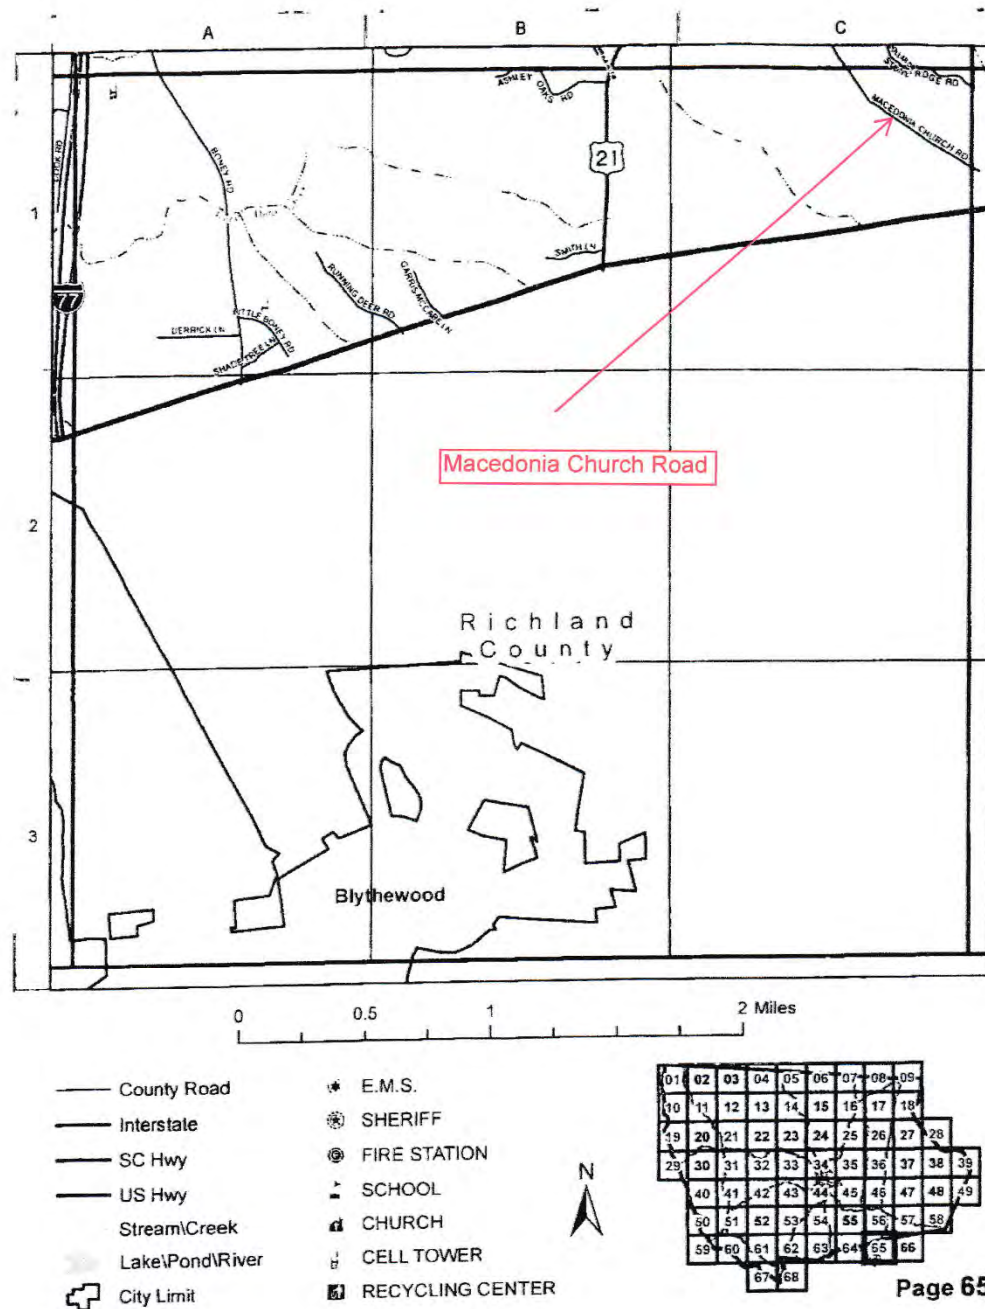 A B C
ASHLEY
OAKS RD
RIDGE RD
MACEDONIA CHURCH RD
21
BONEY RD
1
SMITH LN
77
RUNNING DEER RD
GARRIS MCCARL LN
LITTLE BONEY RD
DERRICK LN
SHADE TREE LN
Macedonia Church Road
2
Richland
County
3
Blythewood
0 0.5 1 2 Miles
County Road
Interstate
SC Hwy
US Hwy
Stream\Creek
Lake\Pond\River
City Limit
E.M.S.
SHERIFF
FIRE STATION
SCHOOL
CHURCH
CELL TOWER
RECYCLING CENTER
N
01 02 03 04 05 06 07 08 09
10 11 12 13 14 15 16 17 18
19 20 21 22 23 24 25 26 27 28
29 30 31 32 33 34 35 36 37 38 39
40 41 42 43 44 45 46 47 48 49
50 51 52 53 54 55 56 57 58
59 60 61 62 63 64 65 66
67 68
Page 65